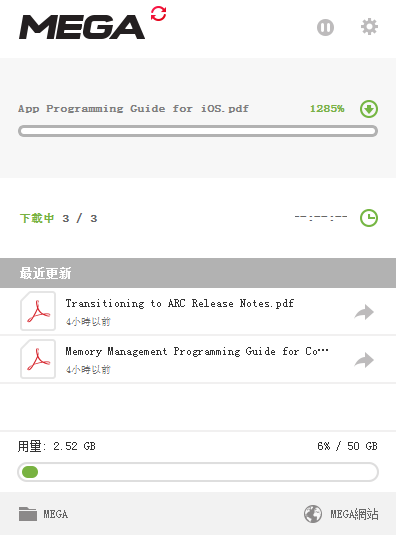 MEGA
App Programming Guide for iOS.pdf 1285%
下載中 3 / 3 --:--:--
最近更新
Transitioning to ARC Release Notes.pdf
4小時以前
Memory Management Programming Guide for Co…
4小時以前
用量: 2.52 GB 6% / 50 GB
MEGA MEGA網站